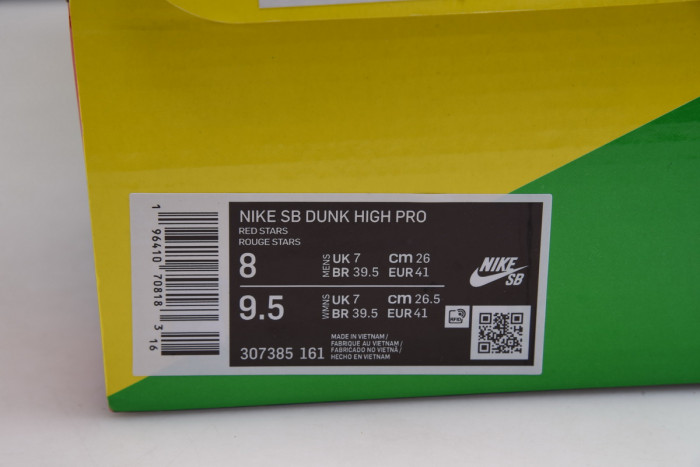 1 96410 70818 3 16
NIKE SB DUNK HIGH PRO
RED STARS
ROUGE STARS
8 MENS UK 7 cm 26
BR 39.5 EUR 41
9.5 WMNS UK 7 cm 26.5
BR 39.5 EUR 41
NIKE
SB
RFID
307385 161
MADE IN VIETNAM /
FABRIQUE AU VIETNAM /
FABRICADO NO VIETNÃ /
HECHO EN VIETNAM